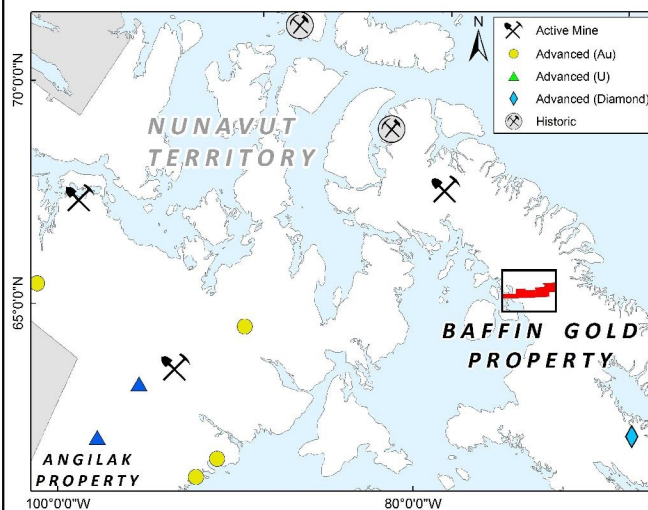 N
Active Mine
Advanced (Au)
Advanced (U)
Advanced (Diamond)
Historic
70°0'0"N
NUNAVUT
TERRITORY
65°0'0"N
BAFFIN GOLD
PROPERTY
ANGILAK
PROPERTY
100°0'0"W
80°0'0"W